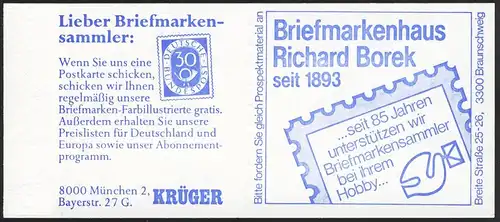 Lieber Briefmarken-
sammler:
Wenn Sie uns eine
Postkarte schicken,
schicken wir Ihnen
regelmäßig unsere
Briefmarken-Farbillustrierte gratis.
Außerdem erhalten Sie unsere
Preislisten für Deutschland und
Europa sowie unser Abonnement-
programm.
8000 München 2,
Bayerstr. 27 G.
KRÜGER
DEUTSCHE
30
BUNDESPOST
Bitte fordern Sie gleich Prospektmaterial an
Briefmarkenhaus
Richard Borek
seit 1893
...seit 85 Jahren
unterstützen wir
Briefmarkensammler
bei ihrem
Hobby...
Breite Straße 25-26, 3300 Braunschweig